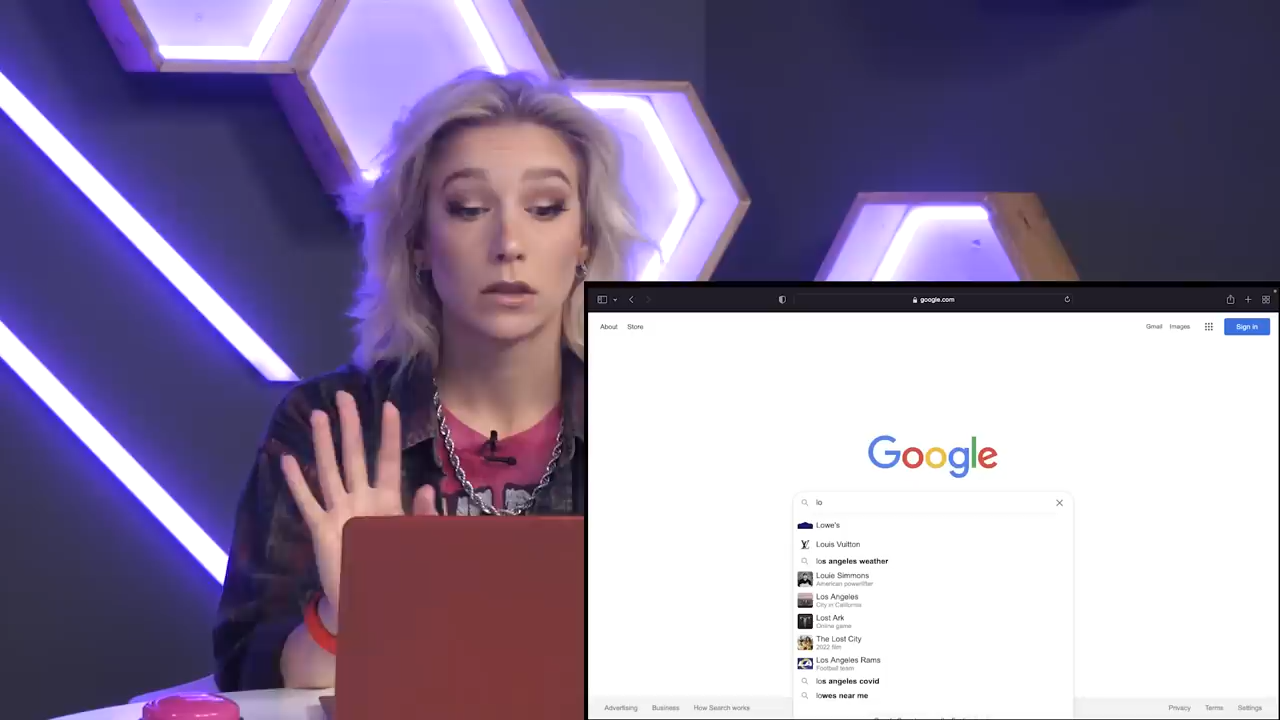 google.com
About Store
Gmail Images
Sign in
Google
lo
Lowe's
Louis Vuitton
los angeles weather
Louie Simmons
American powerlifter
Los Angeles
City in California
Lost Ark
Online game
The Lost City
2022 film
Los Angeles Rams
Football team
los angeles covid
lowes near me
Advertising Business How Search works
Privacy Terms Settings